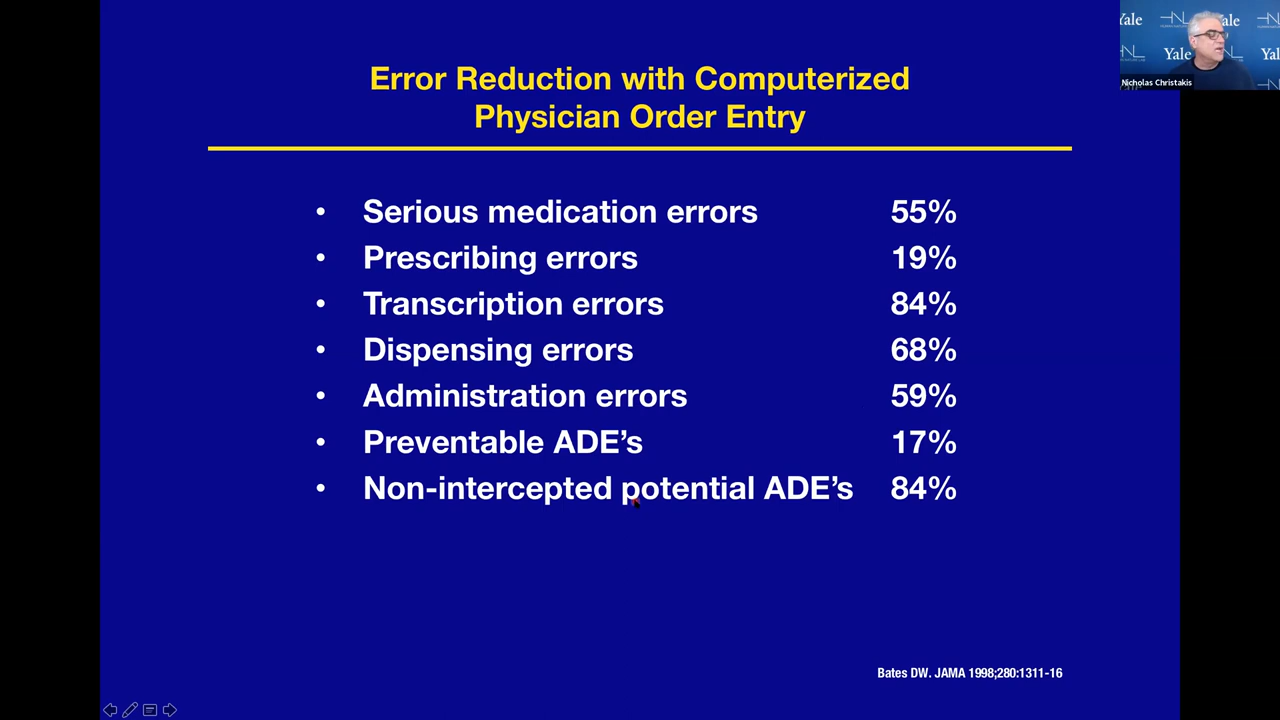 Error Reduction with Computerized
Physician Order Entry
• Serious medication errors 55%
• Prescribing errors 19%
• Transcription errors 84%
• Dispensing errors 68%
• Administration errors 59%
• Preventable ADE's 17%
• Non-intercepted potential ADE's 84%
Bates DW. JAMA 1998;280:1311-16
Yale
Yale
Yale
Nicholas Christakis